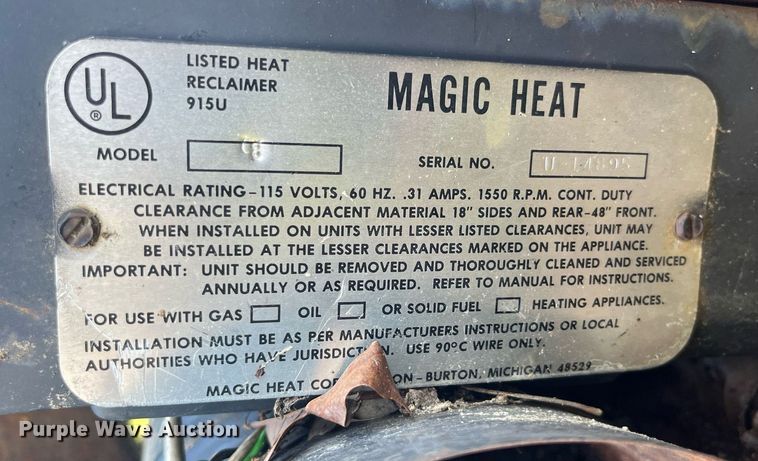 UL
®
LISTED HEAT
RECLAIMER
915U
MAGIC HEAT
MODEL
SERIAL NO.
ELECTRICAL RATING-115 VOLTS, 60 HZ. .31 AMPS. 1550 R.P.M. CONT. DUTY
CLEARANCE FROM ADJACENT MATERIAL 18" SIDES AND REAR-48" FRONT.
WHEN INSTALLED ON UNITS WITH LESSER LISTED CLEARANCES, UNIT MAY
BE INSTALLED AT THE LESSER CLEARANCES MARKED ON THE APPLIANCE.
IMPORTANT: UNIT SHOULD BE REMOVED AND THOROUGHLY CLEANED AND SERVICED
ANNUALLY OR AS REQUIRED. REFER TO MANUAL FOR INSTRUCTIONS.
FOR USE WITH GAS OIL OR SOLID FUEL HEATING APPLIANCES.
INSTALLATION MUST BE AS PER MANUFACTURERS INSTRUCTIONS OR LOCAL
AUTHORITIES WHO HAVE JURISDICTION. USE 90°C WIRE ONLY.
MAGIC HEAT -BURTON, MICHIGAN 48529
Purple Wave Auction